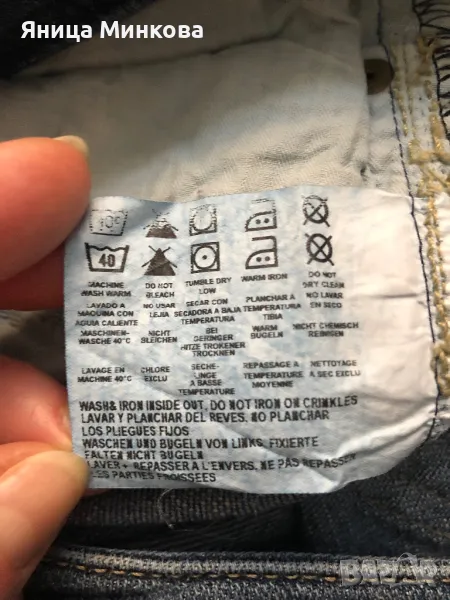 Яница Минкова
40
MACHINE WASH WARM
DO NOT BLEACH
TUMBLE DRY LOW
WARM IRON
DO NOT DRY CLEAN
LAVADO A MAQUINA CON AGUA CALIENTE
NO USAR LEJIA
SECAR CON SECADORA A BAJA TEMPERATURA
PLANCHAR A TEMPERATURA TIBIA
NO LAVAR EN SECO
MASCHINEN- WASCHE 40°C
NICHT BLEICHEN
BEI GERINGER HITZE TROKENER TROCKNEN
WARM BUGELN
NICHT CHEMISCH REINIGEN
LAVAGE EN MACHINE 40°C
CHLORE EXCLU
SECHE- LINGE A BASSE TEMPERATURE
REPASSAGE A TEMPERATURE MOYENNE
NETTOYAGE A SEC EXCLU
WASH & IRON INSIDE OUT, DO NOT IRON ON CRINKLES
LAVAR Y PLANCHAR DEL REVES. NO PLANCHAR
LOS PLIEGUES FIJOS
WASCHEN UND BUGELN VON LINKS, FIXIERTE
FALTEN NICHT BUGELN
LAVER + REPASSER A L'ENVERS, NE PAS REPASSER
LES PARTIES FROISSEES
bazar.bg